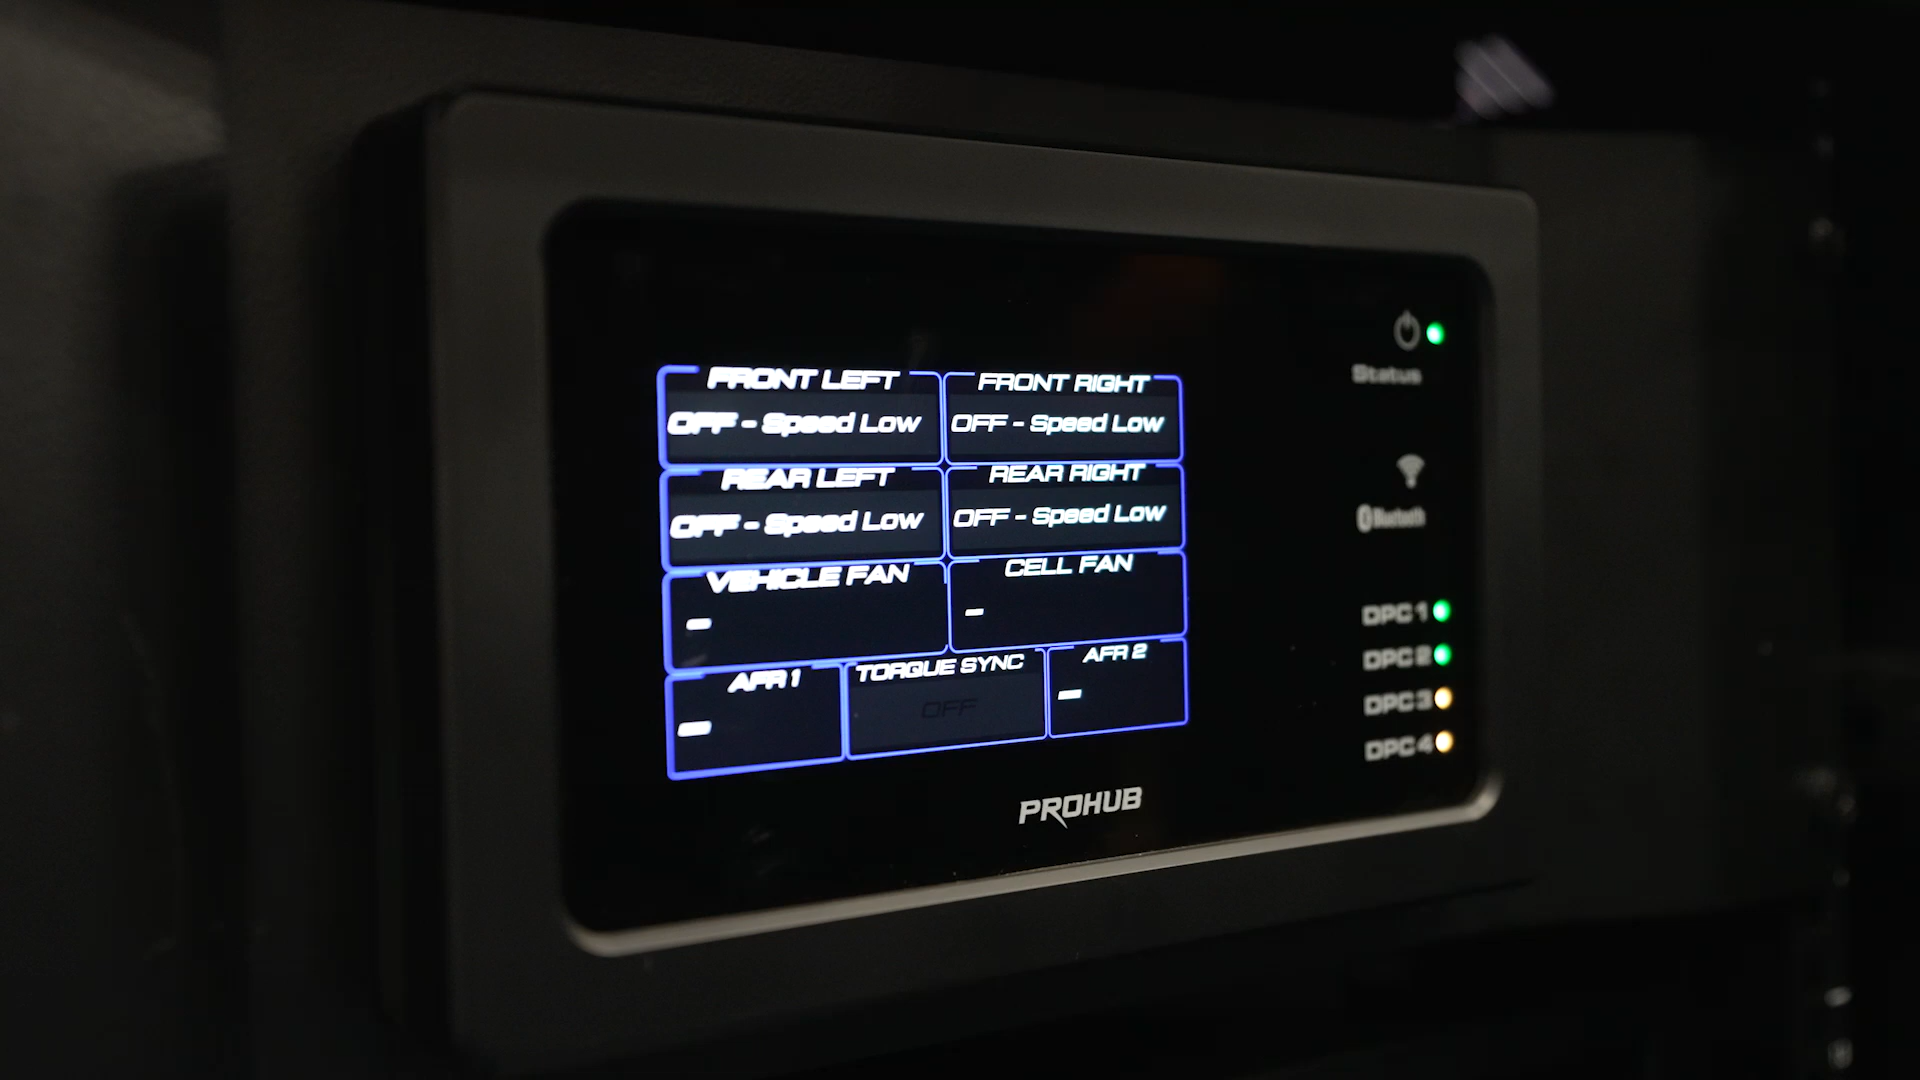 FRONT LEFT
OFF - Speed Low
FRONT RIGHT
OFF - Speed Low
REAR LEFT
OFF - Speed Low
REAR RIGHT
OFF - Speed Low
VEHICLE FAN
-
CELL FAN
-
AFR 1
-
TORQUE SYNC
OFF
AFR 2
-
PROHUB
Status
Bluetooth
DPC 1
DPC 2
DPC 3
DPC 4